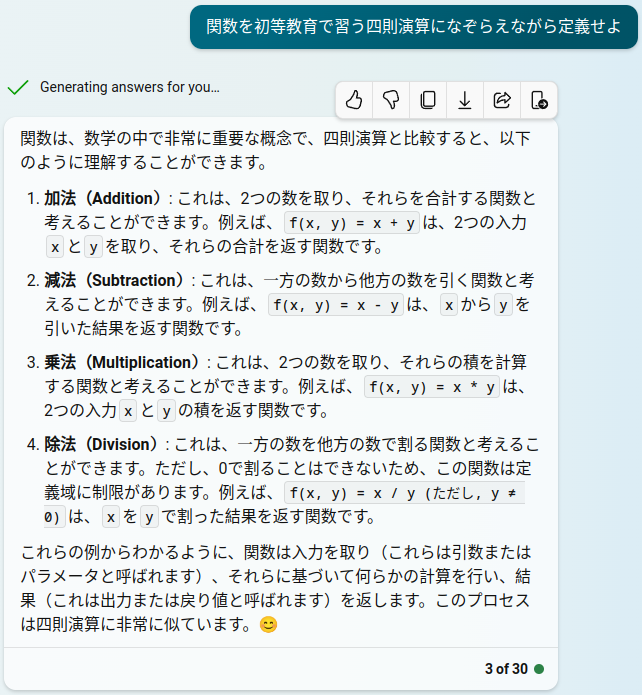 関数を初等教育で習う四則演算になぞらえながら定義せよ
Generating answers for you…
関数は、数学の中で非常に重要な概念で、四則演算と比較すると、以下
のように理解することができます。
1. 加法（Addition）: これは、2つの数を取り、それらを合計する関数と
考えることができます。例えば、 f(x, y) = x + y は、2つの入力
x と y を取り、それらの合計を返す関数です。
2. 減法（Subtraction）: これは、一方の数から他方の数を引く関数と考
えることができます。例えば、 f(x, y) = x - y は、 x から y を
引いた結果を返す関数です。
3. 乗法（Multiplication）: これは、2つの数を取り、それらの積を計算
する関数と考えることができます。例えば、 f(x, y) = x * y は、
2つの入力 x と y の積を返す関数です。
4. 除法（Division）: これは、一方の数を他方の数で割る関数と考えるこ
とができます。ただし、0で割ることはできないため、この関数は定
義域に制限があります。例えば、 f(x, y) = x / y (ただし, y ≠
0) は、 x を y で割った結果を返す関数です。
これらの例からわかるように、関数は入力を取り（これらは引数または
パラメータと呼ばれます）、それらに基づいて何らかの計算を行い、結
果（これは出力または戻り値と呼ばれます）を返します。このプロセス
は四則演算に非常に似ています。😊
3 of 30